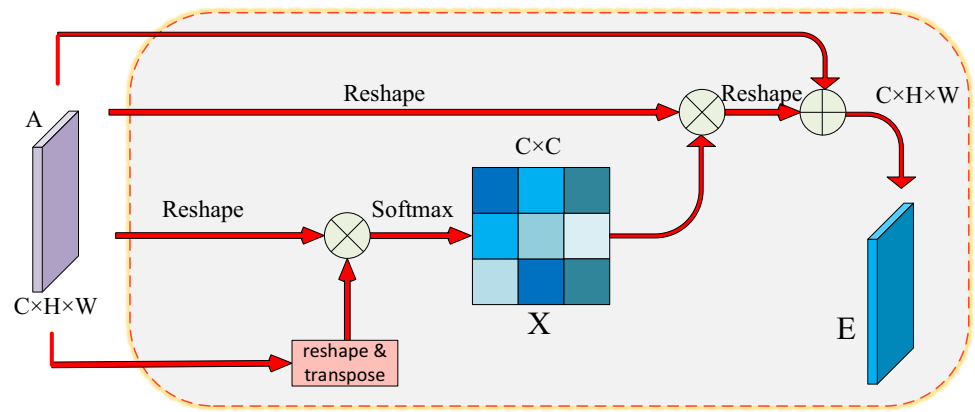 A
Reshape
Reshape
C×H×W
C×C
Reshape
Softmax
X
E
C×H×W
reshape &
transpose